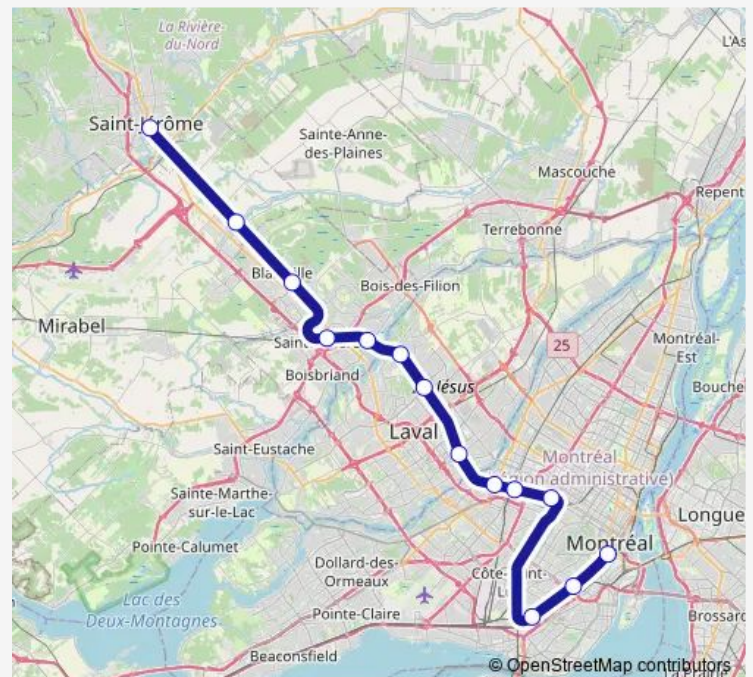 La Rivière-
du-Nord
L'As
Saint-Jérôme
Sainte-Anne-
des-Plaines
Mascouche
Repent
Terrebonne
Bois-des-Filion
Mirabel
25
Montréal-
Est
Boisbriand
Jésus
Bouche
Laval
Saint-Eustache
Montréal
(région administrative)
Sainte-Marthe-
sur-le-Lac
Longue
Pointe-Calumet
Montréal
Dollard-des-
Ormeaux
Lac des
Deux-Montagnes
Pointe-Claire
Brossard
Beaconsfield
© OpenStreetMap contributors
La Prairie